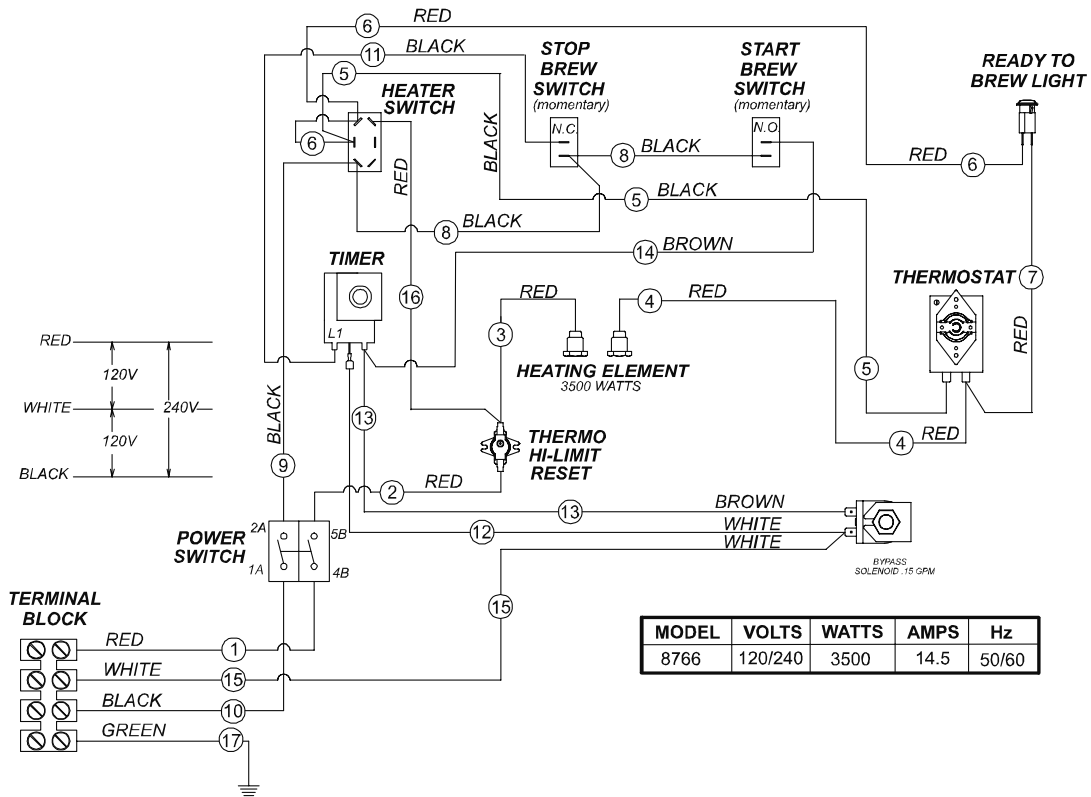 6
RED
11
BLACK
5
HEATER
SWITCH
6
RED
STOP
BREW
SWITCH
(momentary)
N.C.
START
BREW
SWITCH
(momentary)
N.O.
READY TO
BREW LIGHT
BLACK
8
BLACK
RED
6
5
BLACK
8
BLACK
14
BROWN
TIMER
L1
16
RED
3
4
RED
HEATING ELEMENT
3500 WATTS
THERMOSTAT
7
RED
5
4
RED
RED
120V
WHITE
240V
120V
BLACK
BLACK
9
13
THERMO
HI-LIMIT
RESET
2
RED
13
BROWN
12
WHITE
WHITE
BYPASS
SOLENOID .15 GPM
POWER
SWITCH
2A
5B
1A
4B
15
TERMINAL
BLOCK
RED
1
WHITE
15
BLACK
10
GREEN
17
MODEL VOLTS WATTS AMPS Hz
8766 120/240 3500 14.5 50/60